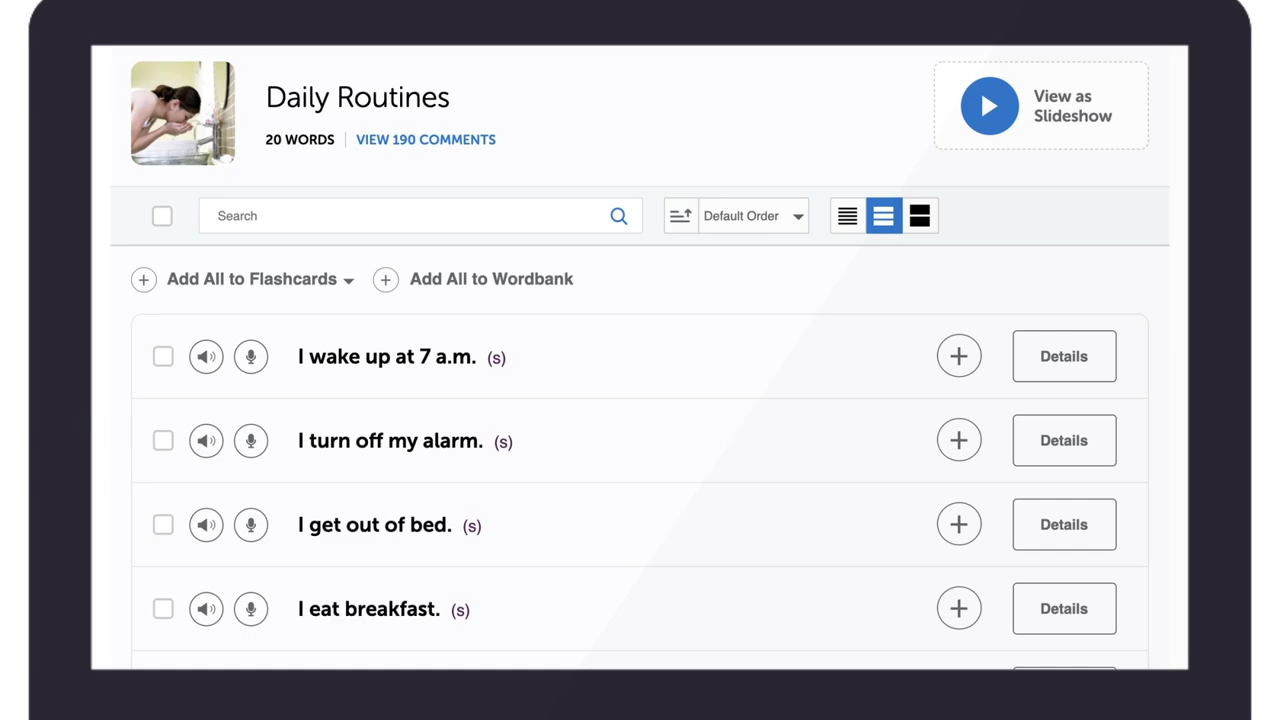 Daily Routines
20 WORDS VIEW 190 COMMENTS
View as
Slideshow
Search
Default Order
Add All to Flashcards
Add All to Wordbank
I wake up at 7 a.m. (s)
Details
I turn off my alarm. (s)
Details
I get out of bed. (s)
Details
I eat breakfast. (s)
Details